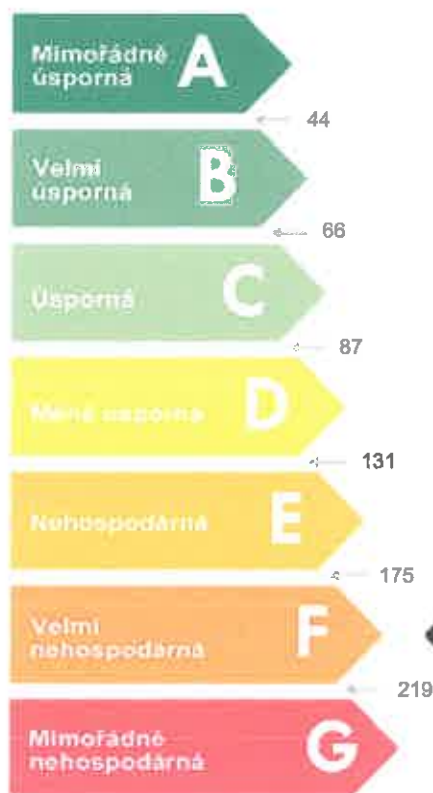 Mimořádně
úsporná
A
44
Velmi
úsporná
B
66
Úsporná
C
87
Méně úsporná
D
131
Nehospodárná
E
175
Velmi
nehospodárná
F
219
Mimořádně
nehospodárná
G